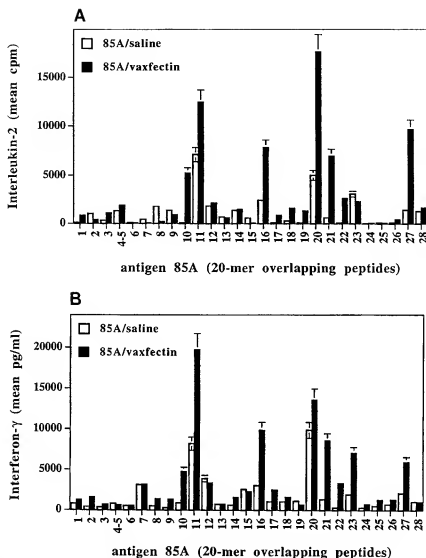 A
85A/saline
85A/vaxfectin
Interleukin-2 (mean cpm)
15000
10000
5000
0
1 2 3 4-5 6 7 8 9 10 11 12 13 14 15 16 17 18 19 20 21 22 23 24 25 26 27 28
antigen 85A (20-mer overlapping peptides)
B
85A/saline
85A/vaxfectin
Interferon-γ (mean pg/ml)
20000
15000
10000
5000
0
1 2 3 4-5 6 7 8 9 10 11 12 13 14 15 16 17 18 19 20 21 22 23 24 25 26 27 28
antigen 85A (20-mer overlapping peptides)